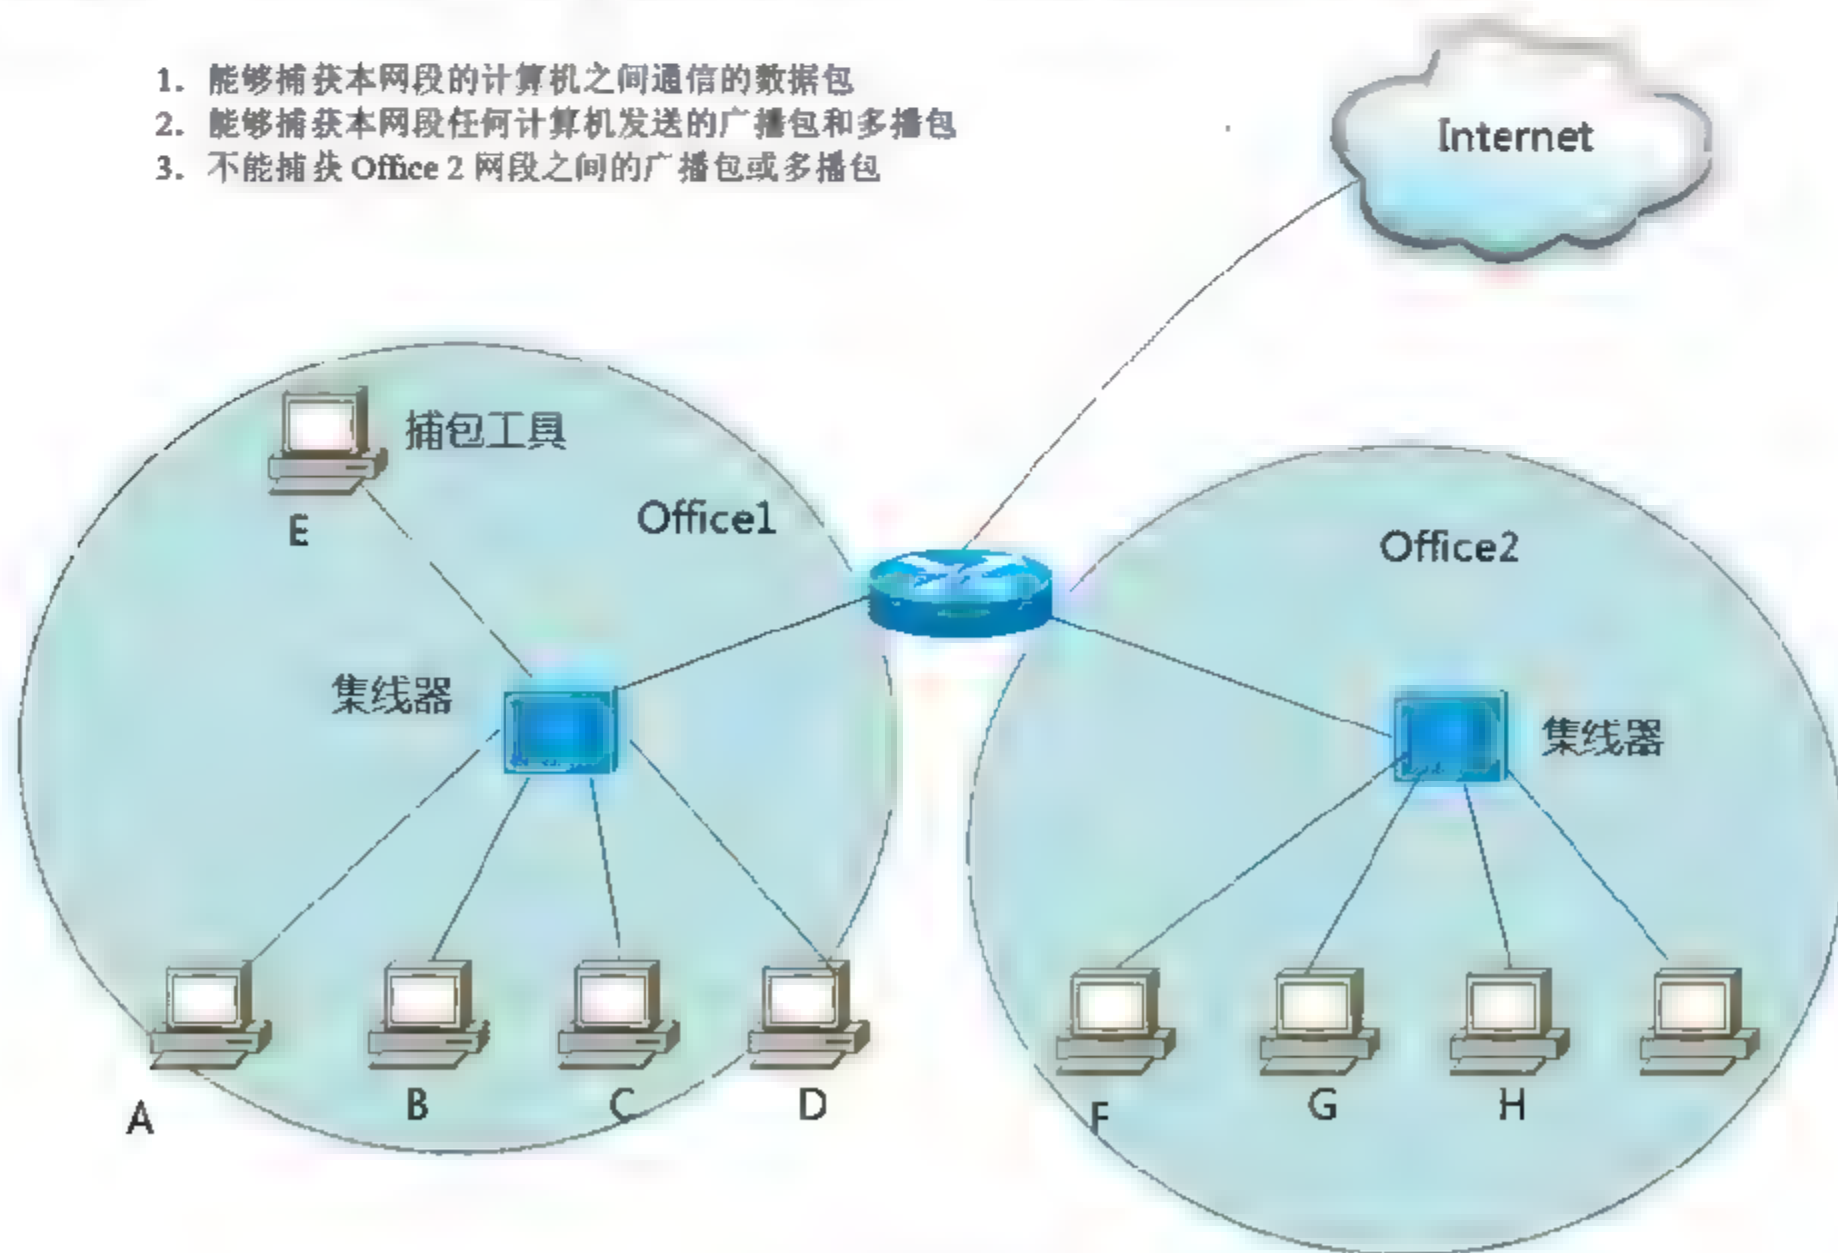 1. 能够捕获本网段的计算机之间通信的数据包
2. 能够捕获本网段任何计算机发送的广播包和多播包
3. 不能捕获 Office 2 网段之间的广播包或多播包
Internet
捕包工具
E
Office1
Office2
集线器
集线器
A
B
C
D
F
G
H